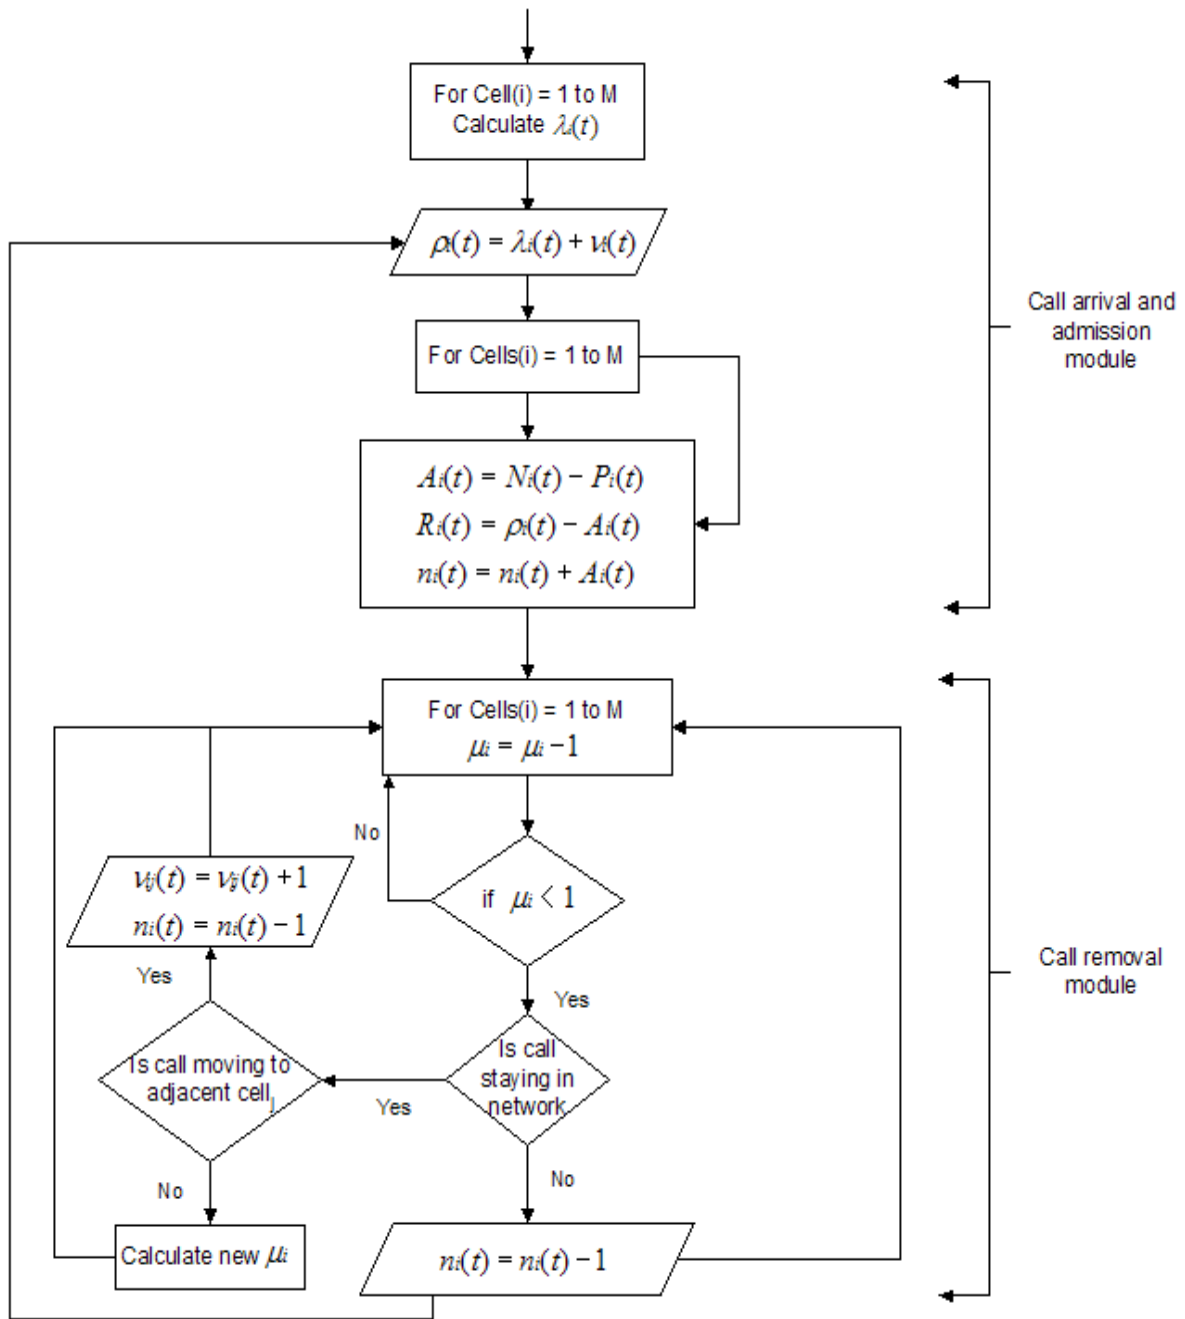 For Cell(i) = 1 to M
Calculate λi(t)
ρi(t) = λi(t) + νi(t)
For Cells(i) = 1 to M
Ai(t) = Ni(t) − Pi(t)
Ri(t) = ρi(t) − Ai(t)
ni(t) = ni(t) + Ai(t)
Call arrival and
admission
module
For Cells(i) = 1 to M
μi = μi − 1
No
if μi < 1
νij(t) = νij(t) + 1
ni(t) = ni(t) − 1
Yes
Yes
Is call moving to
adjacent cellj
Yes
Is call
staying in
network
No
No
Calculate new μi
ni(t) = ni(t) − 1
Call removal
module